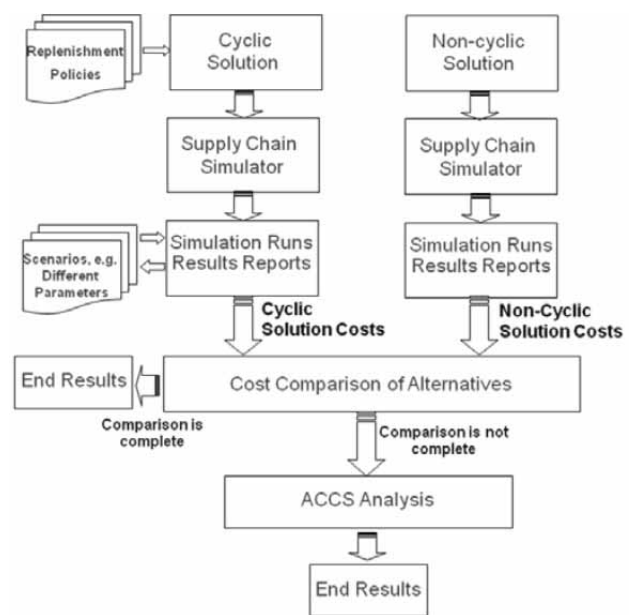 Replenishment
Policies
Cyclic
Solution
Non-cyclic
Solution
Supply Chain
Simulator
Supply Chain
Simulator
Scenarios, e.g.
Different
Parameters
Simulation Runs
Results Reports
Simulation Runs
Results Reports
Cyclic
Solution Costs
Non-Cyclic
Solution Costs
End Results
Cost Comparison of Alternatives
Comparison is
complete
Comparison is not
complete
ACCS Analysis
End Results